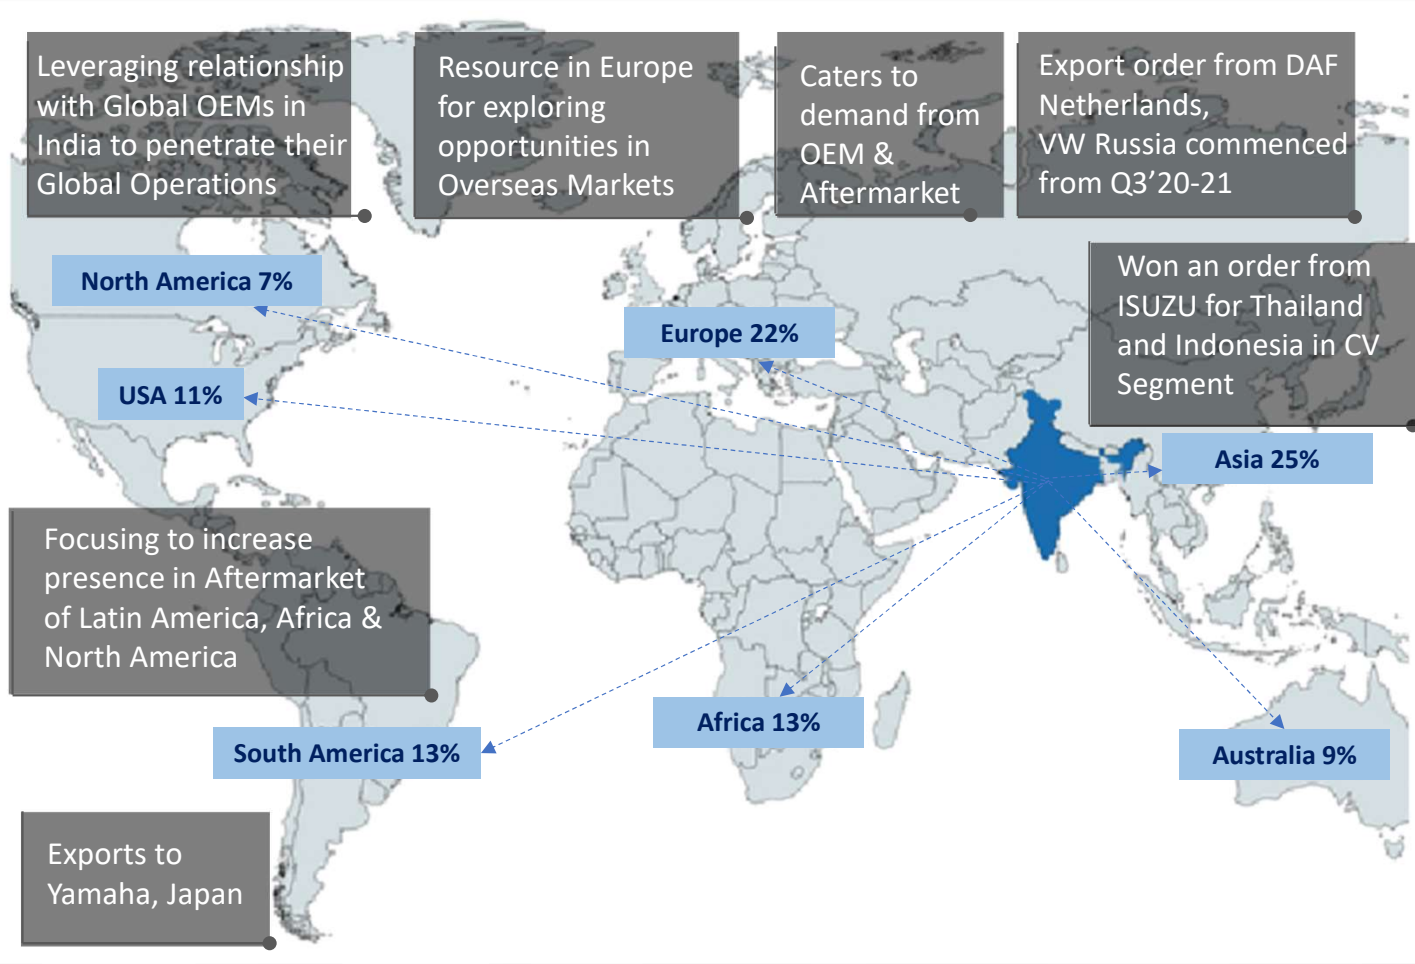 Leveraging relationship
with Global OEMs in
India to penetrate their
Global Operations
Resource in Europe
for exploring
opportunities in
Overseas Markets
Caters to
demand from
OEM &
Aftermarket
Export order from DAF
Netherlands,
VW Russia commenced
from Q3’20-21
Won an order from
ISUZU for Thailand
and Indonesia in CV
Segment
North America 7%
Europe 22%
USA 11%
Asia 25%
Focusing to increase
presence in Aftermarket
of Latin America, Africa &
North America
Africa 13%
South America 13%
Australia 9%
Exports to
Yamaha, Japan